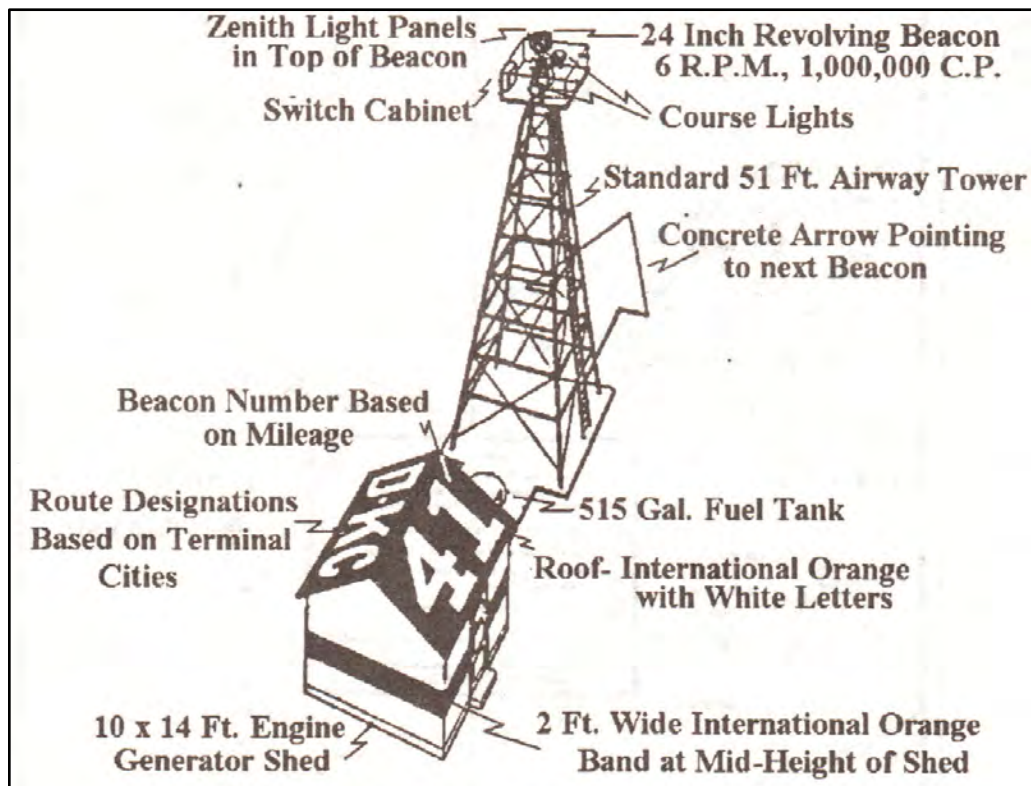 Zenith Light Panels
in Top of Beacon
24 Inch Revolving Beacon
6 R.P.M., 1,000,000 C.P.
Switch Cabinet
Course Lights
Standard 51 Ft. Airway Tower
Concrete Arrow Pointing
to next Beacon
Beacon Number Based
on Mileage
Route Designations
Based on Terminal
Cities
D.KC
41
515 Gal. Fuel Tank
Roof- International Orange
with White Letters
10 x 14 Ft. Engine
Generator Shed
2 Ft. Wide International Orange
Band at Mid-Height of Shed